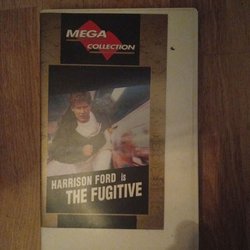 MEGA
COLLECTION
HARRISON FORD is
THE FUGITIVE